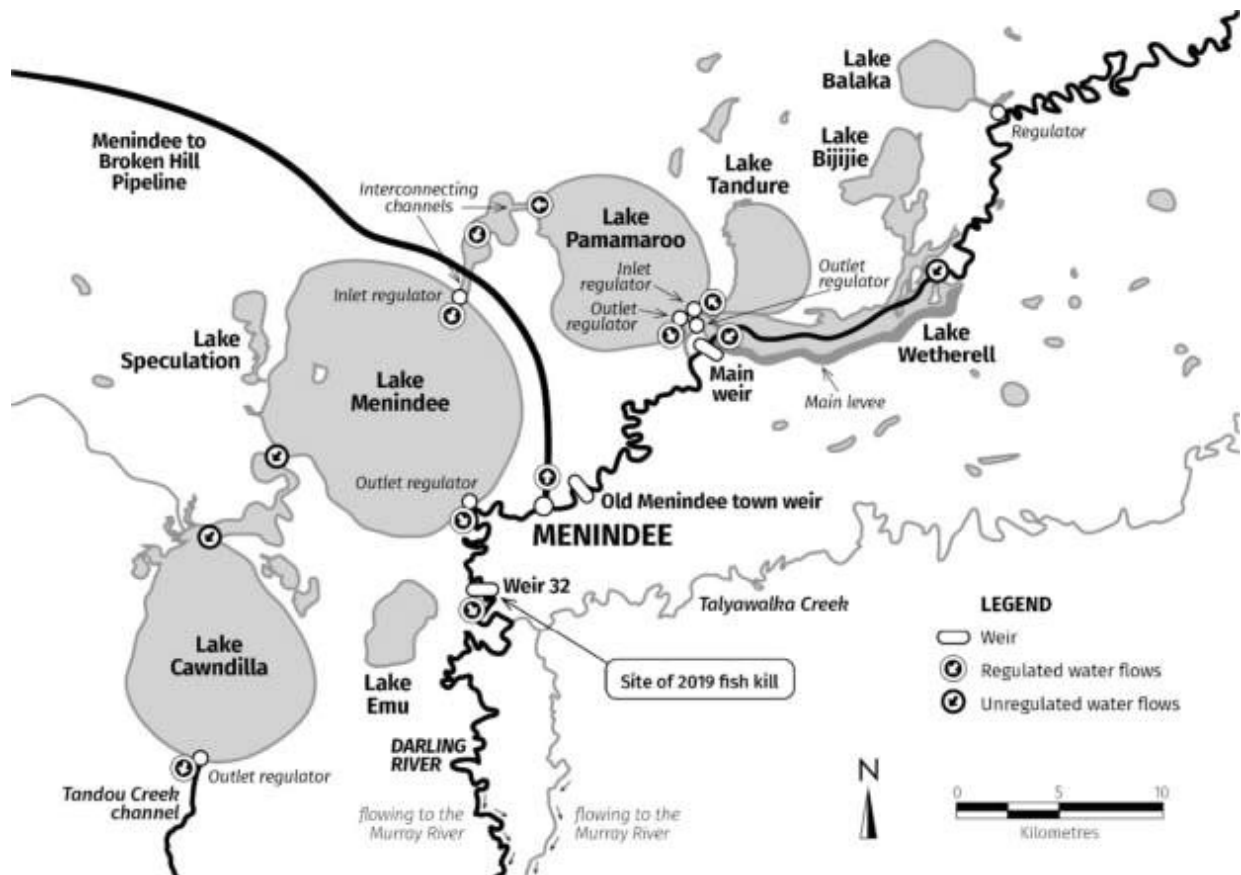 Lake
Balaka
Regulator
Menindee to
Broken Hill
Pipeline
Lake
Bijijie
Lake
Tandure
Interconnecting
channels
Lake
Pamamaroo
Inlet
regulator
Outlet
regulator
Outlet
regulator
Inlet regulator
Lake
Wetherell
Main
weir
Main levee
Lake
Speculation
Lake
Menindee
Outlet regulator
Old Menindee town weir
MENINDEE
Weir 32
Talyawalka Creek
Site of 2019 fish kill
Lake
Cawndilla
Lake
Emu
DARLING
RIVER
Outlet regulator
Tandou Creek
channel
flowing to the
Murray River
flowing to the
Murray River
LEGEND
Weir
Regulated water flows
Unregulated water flows
N
0 5 10
Kilometres